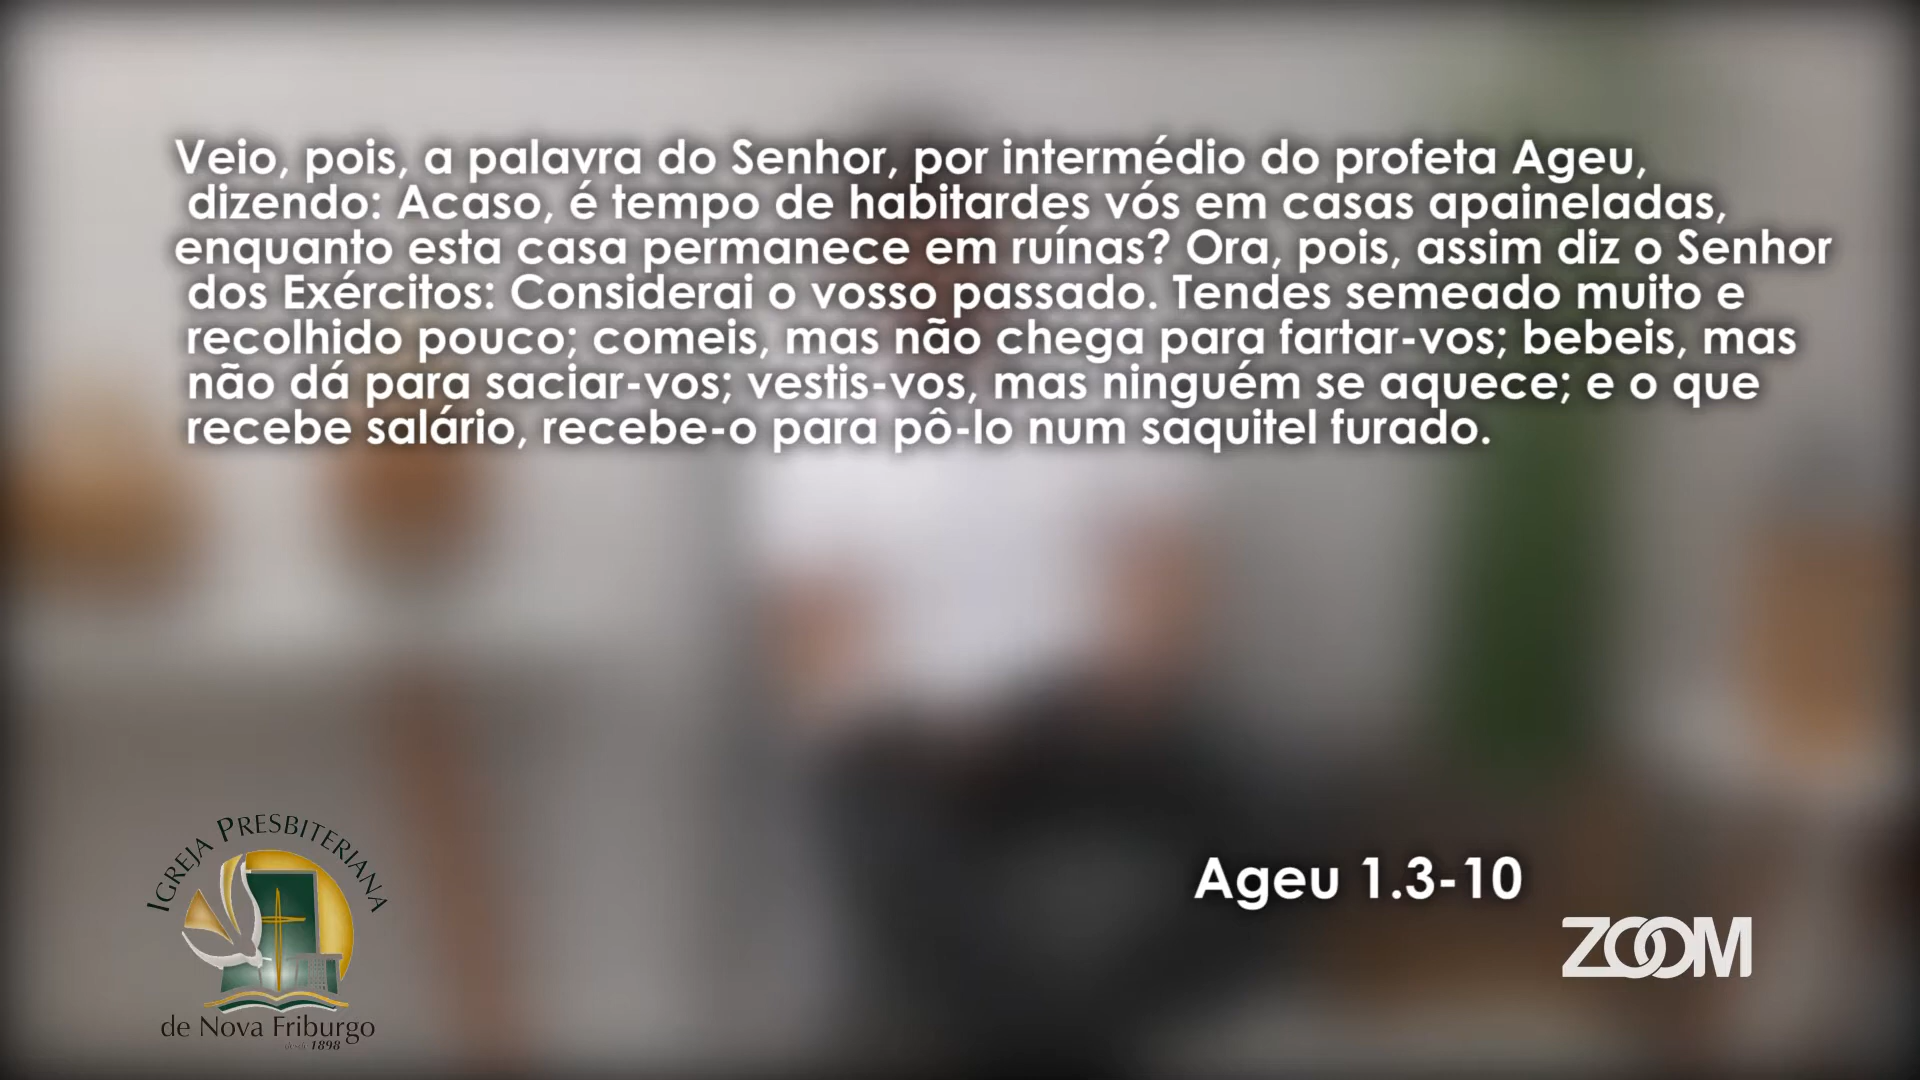 Veio, pois, a palavra do Senhor, por intermédio do profeta Ageu,
dizendo: Acaso, é tempo de habitardes vós em casas apaineladas,
enquanto esta casa permanece em ruínas? Ora, pois, assim diz o Senhor
dos Exércitos: Considerai o vosso passado. Tendes semeado muito e
recolhido pouco; comeis, mas não chega para fartar-vos; bebeis, mas
não dá para saciar-vos; vestis-vos, mas ninguém se aquece; e o que
recebe salário, recebe-o para pô-lo num saquitel furado.
Ageu 1.3-10
ZOOM
IGREJA PRESBITERIANA
de Nova Friburgo
desde 1898